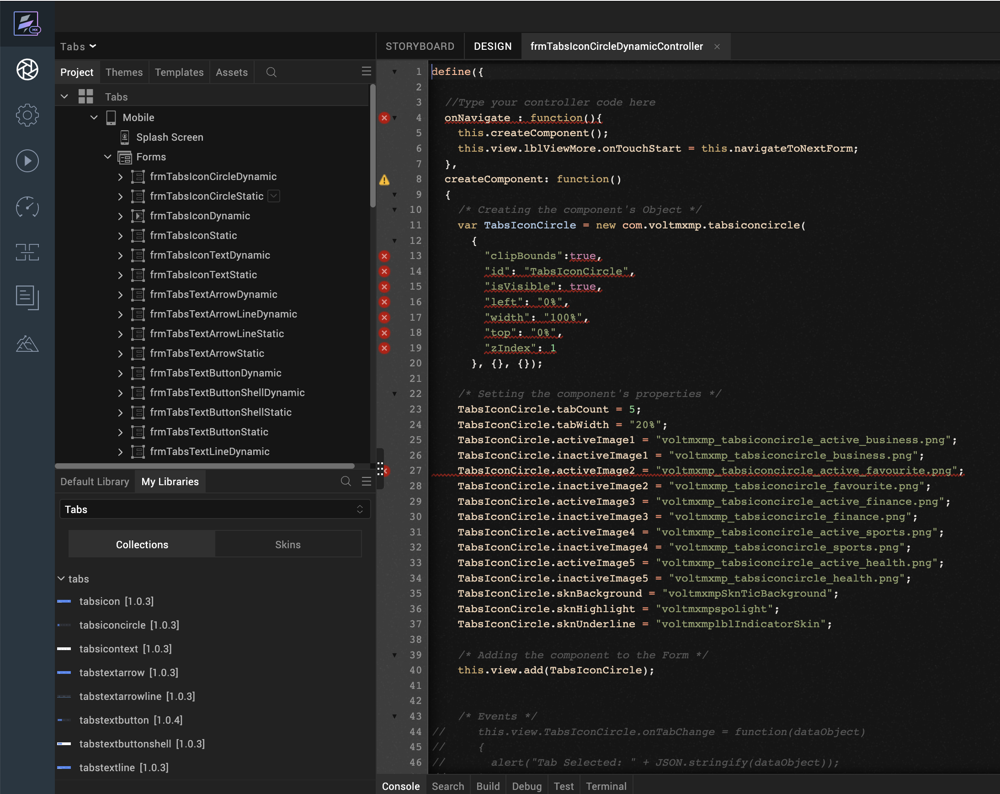 MX
Tabs
STORYBOARD
DESIGN
frmTabsIconCircleDynamicController
Project
Themes
Templates
Assets
Tabs
Mobile
Splash Screen
Forms
frmTabsIconCircleDynamic
frmTabsIconCircleStatic
frmTabsIconDynamic
frmTabsIconStatic
frmTabsIconTextDynamic
frmTabsIconTextStatic
frmTabsTextArrowDynamic
frmTabsTextArrowLineDynamic
frmTabsTextArrowLineStatic
frmTabsTextArrowStatic
frmTabsTextButtonDynamic
frmTabsTextButtonShellDynamic
frmTabsTextButtonShellStatic
frmTabsTextButtonStatic
frmTabsTextLineDynamic
Default Library
My Libraries
Tabs
Collections
Skins
tabs
tabsicon [1.0.3]
tabsiconcircle [1.0.3]
tabsicontext [1.0.3]
tabstextarrow [1.0.3]
tabstextarrowline [1.0.3]
tabstextbutton [1.0.4]
tabstextbuttonshell [1.0.3]
tabstextline [1.0.3]
1 define({
2
3 //Type your controller code here
4 onNavigate : function(){
5 this.createComponent();
6 this.view.lblViewMore.onTouchStart = this.navigateToNextForm;
7 },
8 createComponent: function()
9 {
10 /* Creating the component's Object */
11 var TabsIconCircle = new com.voltmxmp.tabsiconcircle(
12 {
13 "clipBounds":true,
14 "id": "TabsIconCircle",
15 "isVisible": true,
16 "left": "0%",
17 "width": "100%",
18 "top": "0%",
19 "zIndex": 1
20 }, {}, {});
21
22 /* Setting the component's properties */
23 TabsIconCircle.tabCount = 5;
24 TabsIconCircle.tabWidth = "20%";
25 TabsIconCircle.activeImage1 = "voltmxmp_tabsiconcircle_active_business.png";
26 TabsIconCircle.inactiveImage1 = "voltmxmp_tabsiconcircle_business.png";
27 TabsIconCircle.activeImage2 = "voltmxmp_tabsiconcircle_active_favourite.png";
28 TabsIconCircle.inactiveImage2 = "voltmxmp_tabsiconcircle_favourite.png";
29 TabsIconCircle.activeImage3 = "voltmxmp_tabsiconcircle_active_finance.png";
30 TabsIconCircle.inactiveImage3 = "voltmxmp_tabsiconcircle_finance.png";
31 TabsIconCircle.activeImage4 = "voltmxmp_tabsiconcircle_active_sports.png";
32 TabsIconCircle.inactiveImage4 = "voltmxmp_tabsiconcircle_sports.png";
33 TabsIconCircle.activeImage5 = "voltmxmp_tabsiconcircle_active_health.png";
34 TabsIconCircle.inactiveImage5 = "voltmxmp_tabsiconcircle_health.png";
35 TabsIconCircle.sknBackground = "voltmxmpSknTicBackground";
36 TabsIconCircle.sknHighlight = "voltmxmpspolight";
37 TabsIconCircle.sknUnderline = "voltmxmplblIndicatorSkin";
38
39 /* Adding the component to the Form */
40 this.view.add(TabsIconCircle);
41
42
43 /* Events */
44 // this.view.TabsIconCircle.onTabChange = function(dataObject)
45 // {
46 // alert("Tab Selected: " + JSON.stringify(dataObject));
Console
Search
Build
Debug
Test
Terminal